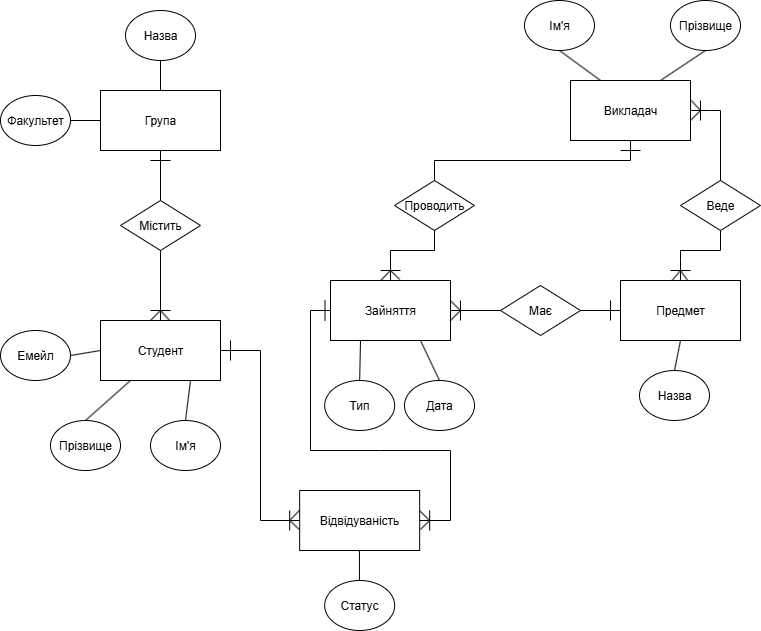 Назва
Ім'я
Прізвище
Факультет
Група
Викладач
Містить
Проводить
Веде
Емейл
Студент
Зайняття
Має
Предмет
Прізвище
Ім'я
Тип
Дата
Назва
Відвідуваність
Статус